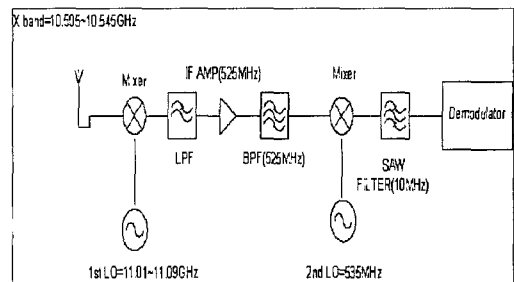 X band=10.505~10.545GHz
Mixer
IF AMP(525MHz)
Mixer
Demodulator
LPF
BPF(525MHz)
SAW
FILTER(10MHz)
1st LO=11.01~11.09GHz
2nd LO=535MHz